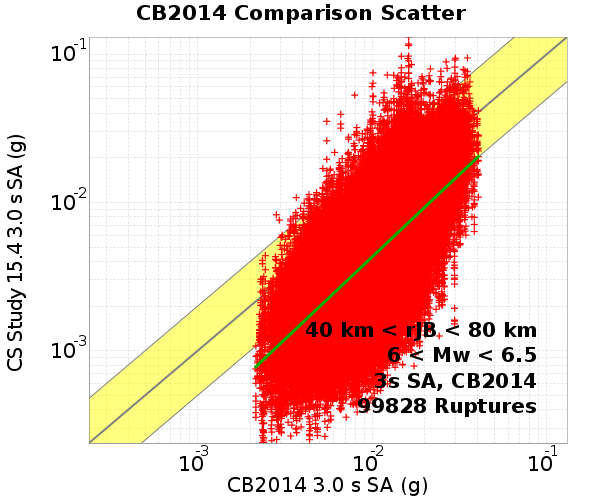 CB2014 Comparison Scatter
CS Study 15.4 3.0 s SA (g)
10-1
10-2
10-3
40 km < rJB < 80 km
6 < Mw < 6.5
3s SA, CB2014
99828 Ruptures
10-3
10-2
10-1
CB2014 3.0 s SA (g)